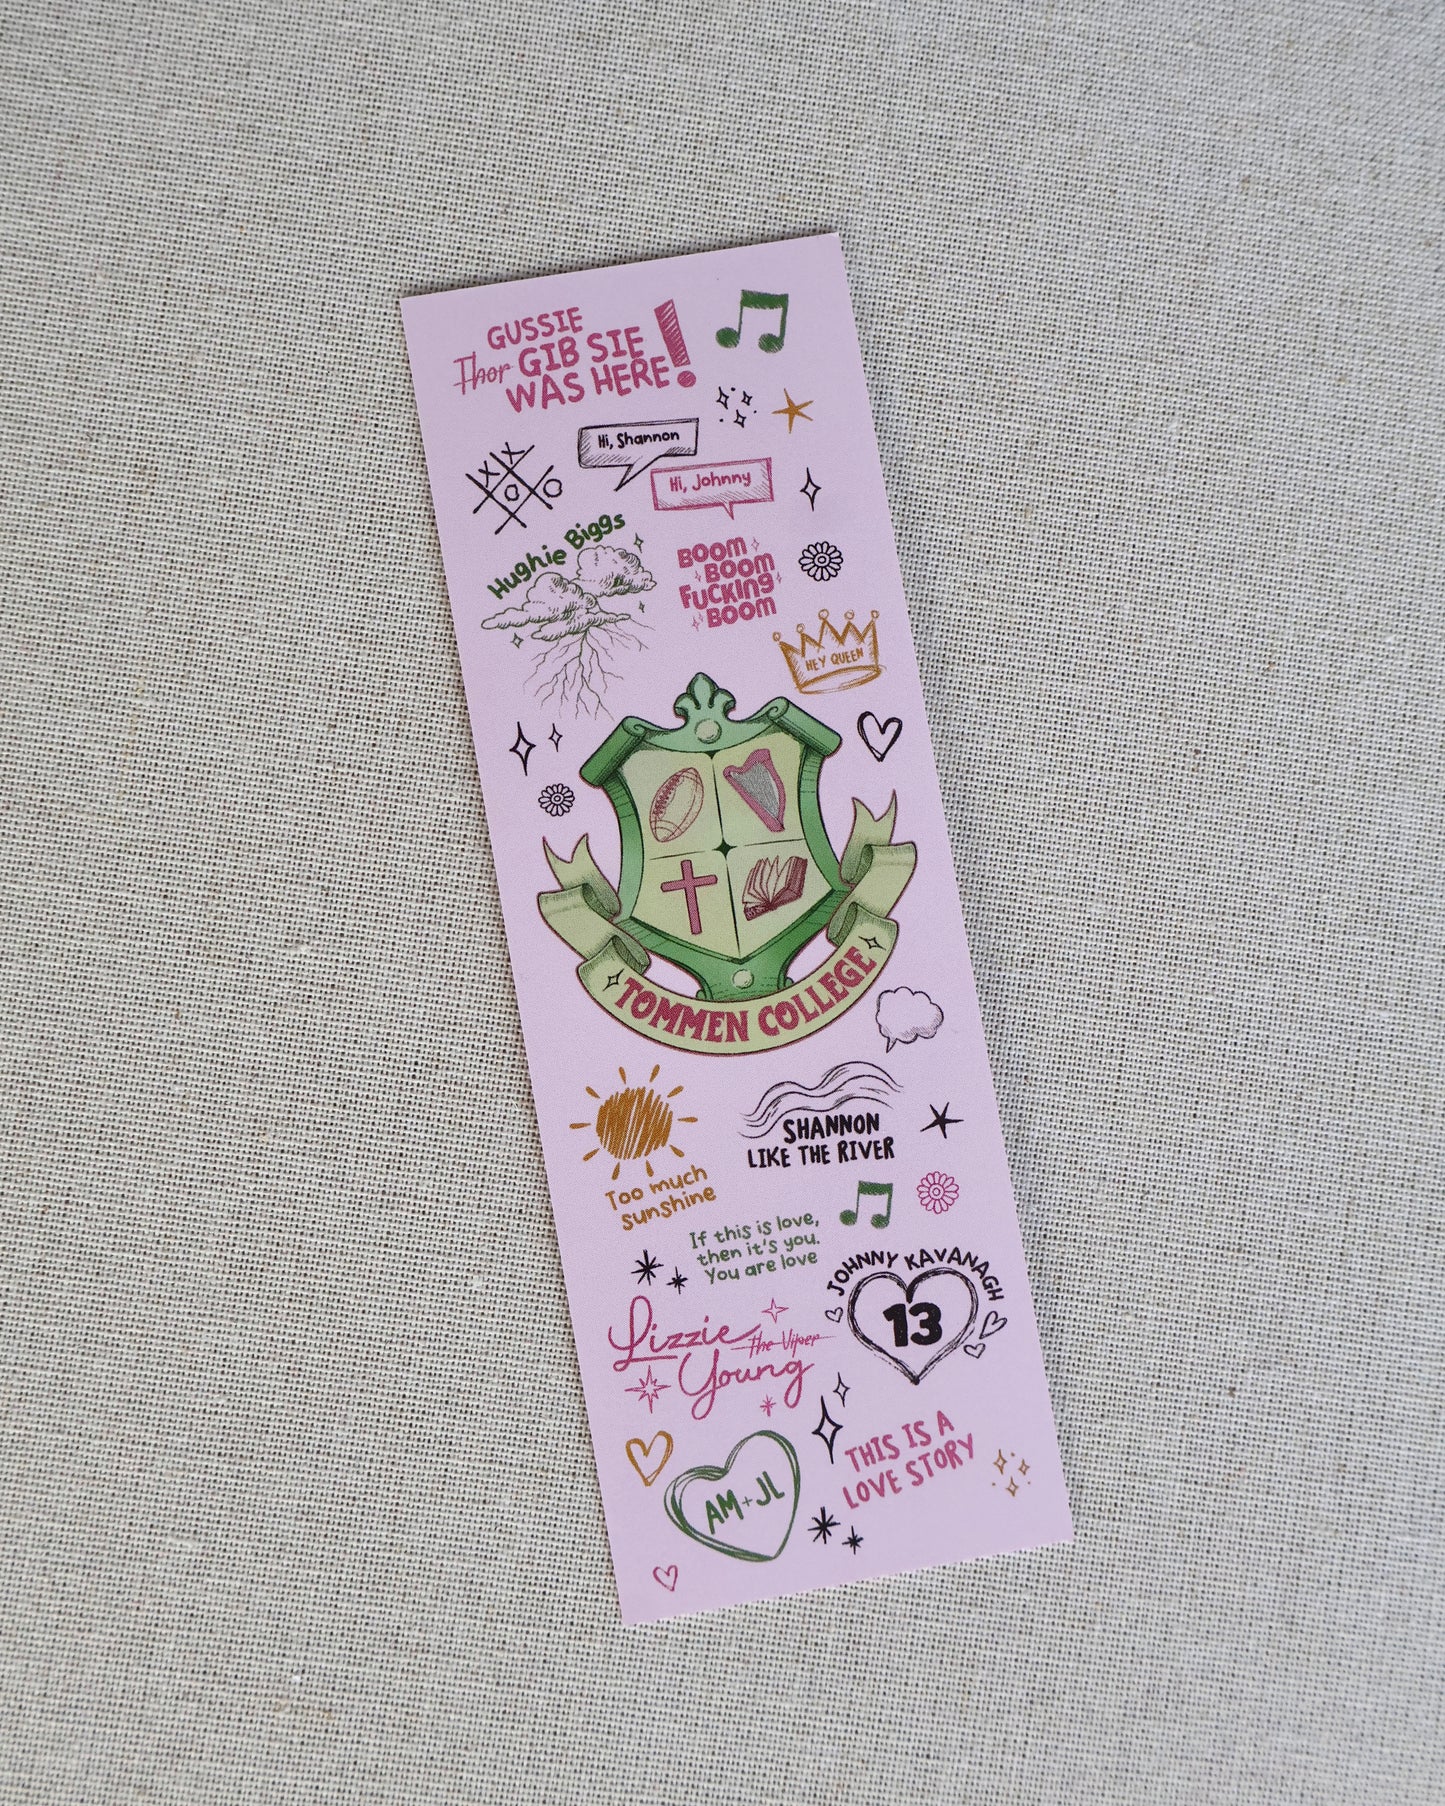 GUSSIE
Thor GIBSIE
WAS HERE!
Hi, Shannon
Hi, Johnny
X X
O O
Hughie Biggs
BOOM
BOOM
FUCKING
BOOM
HEY QUEEN
TOMMEN COLLEGE
Too much
sunshine
SHANNON
LIKE THE RIVER
If this is love,
then it's you.
You are love
JOHNNY KAVANAGH
13
Lizzie the Viper
Young
THIS IS A
LOVE STORY
AM+JL